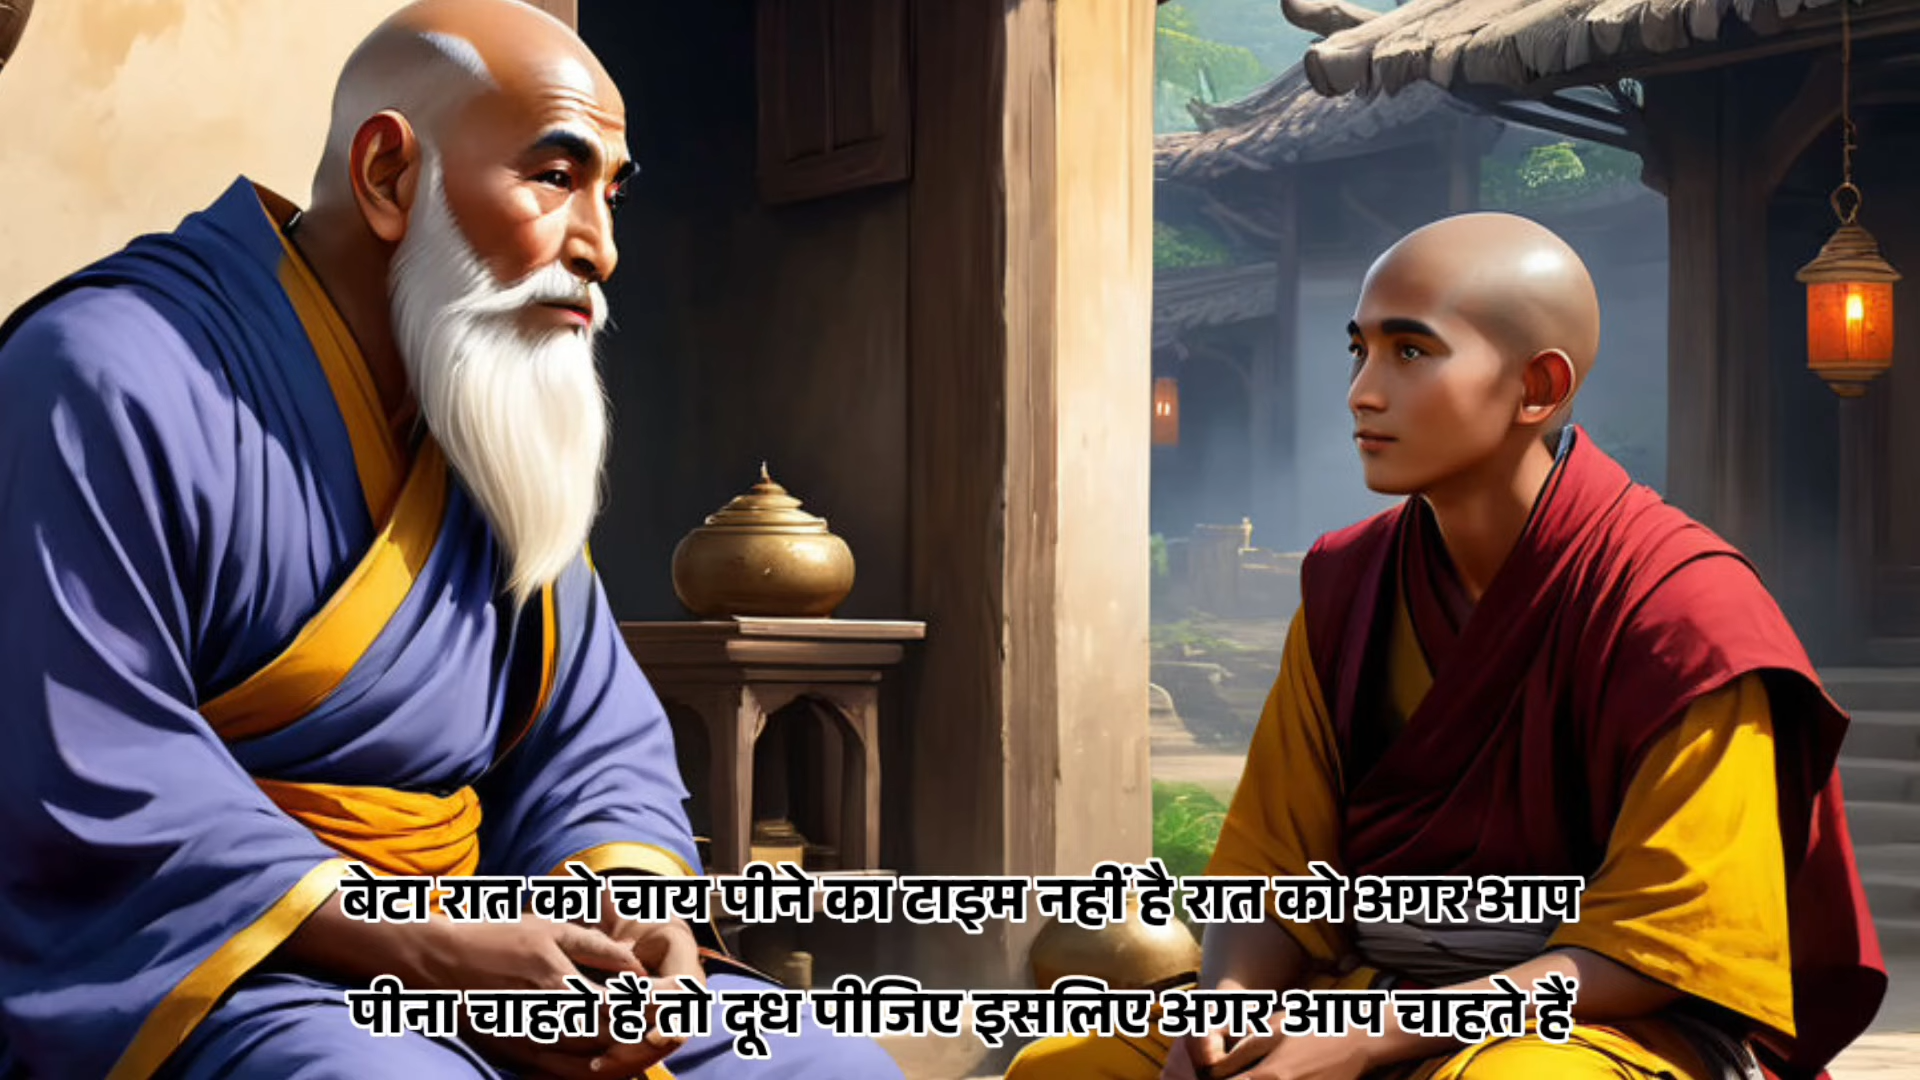 बेटा रात को चाय पीने का टाइम नहीं है रात को अगर आप
पीना चाहते हैं तो दूध पीजिए इसलिए अगर आप चाहते हैं